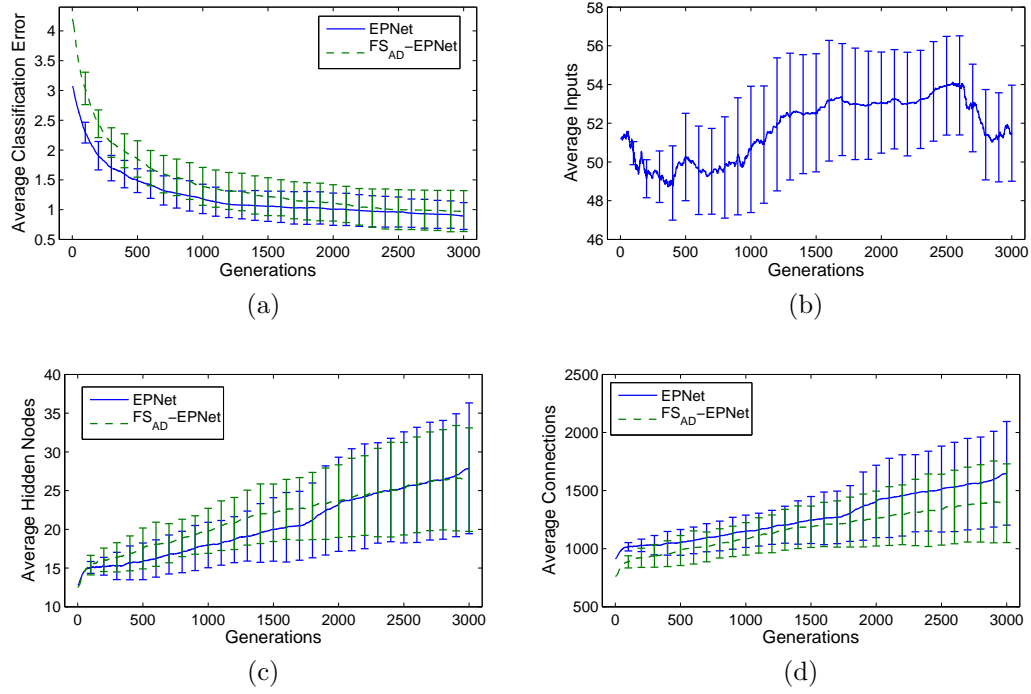 4
3.5
3
2.5
2
1.5
1
0.5
Average Classification Error
EPNet
FS_AD-EPNet
0 500 1000 1500 2000 2500 3000
Generations
(a)
58
56
54
52
50
48
46
Average Inputs
0 500 1000 1500 2000 2500 3000
Generations
(b)
40
35
30
25
20
15
10
Average Hidden Nodes
EPNet
FS_AD-EPNet
0 500 1000 1500 2000 2500 3000
Generations
(c)
2500
2000
1500
1000
500
Average Connections
EPNet
FS_AD-EPNet
0 500 1000 1500 2000 2500 3000
Generations
(d)